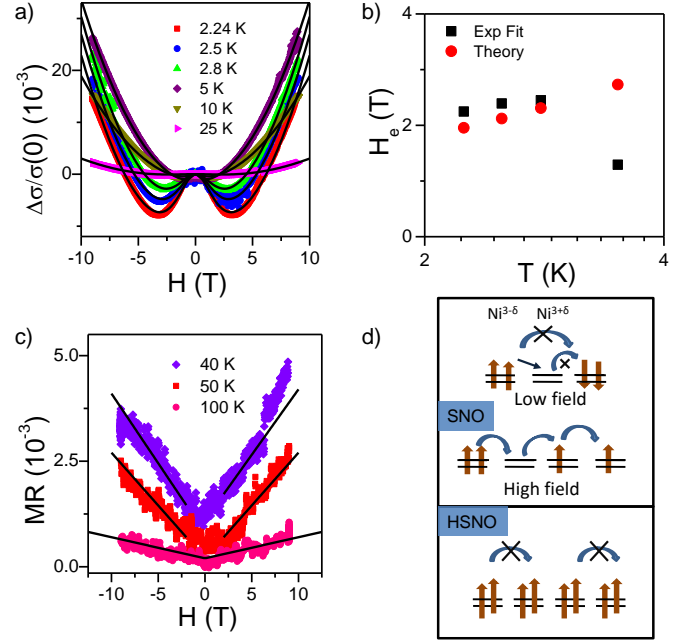 a)
2.24 K
2.5 K
2.8 K
5 K
10 K
25 K
Δσ/σ(0) (10⁻³)
20
0
-10
-5
0
5
10
H (T)
b)
Exp Fit
Theory
H_e (T)
4
2
0
2
4
T (K)
c)
40 K
50 K
100 K
MR (10⁻³)
5.0
2.5
0.0
-10
-5
0
5
10
H (T)
d)
Ni³⁻ᵟ Ni³⁺ᵟ
Low field
SNO
High field
HSNO